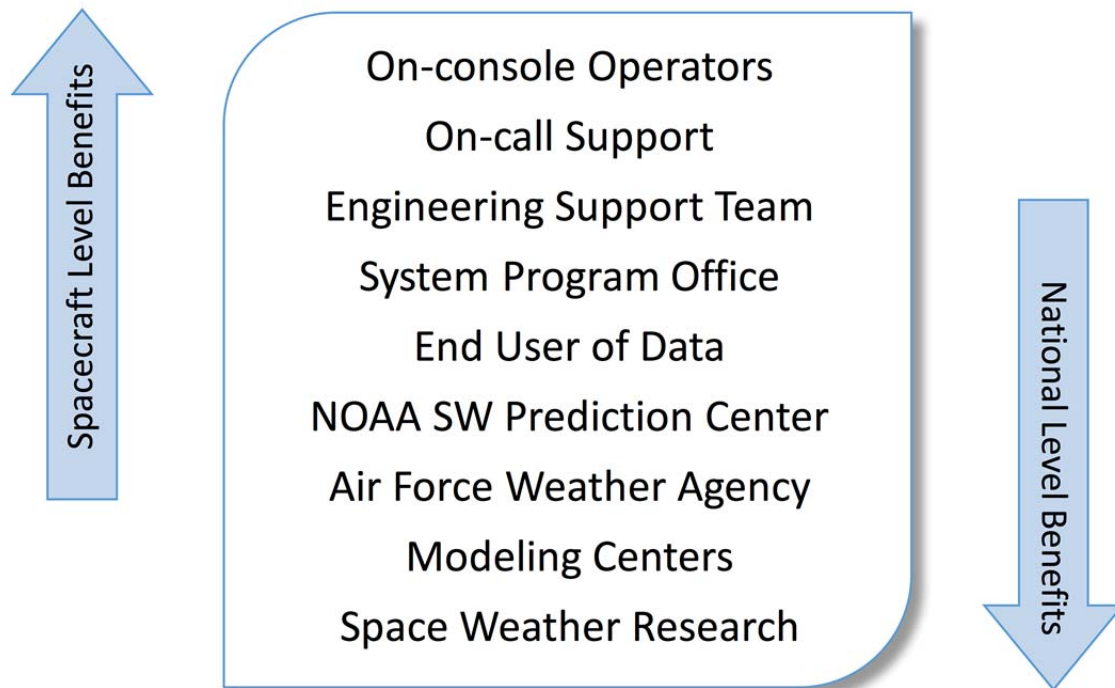 Spacecraft Level Benefits
On-console Operators
On-call Support
Engineering Support Team
System Program Office
End User of Data
NOAA SW Prediction Center
Air Force Weather Agency
Modeling Centers
Space Weather Research
National Level Benefits